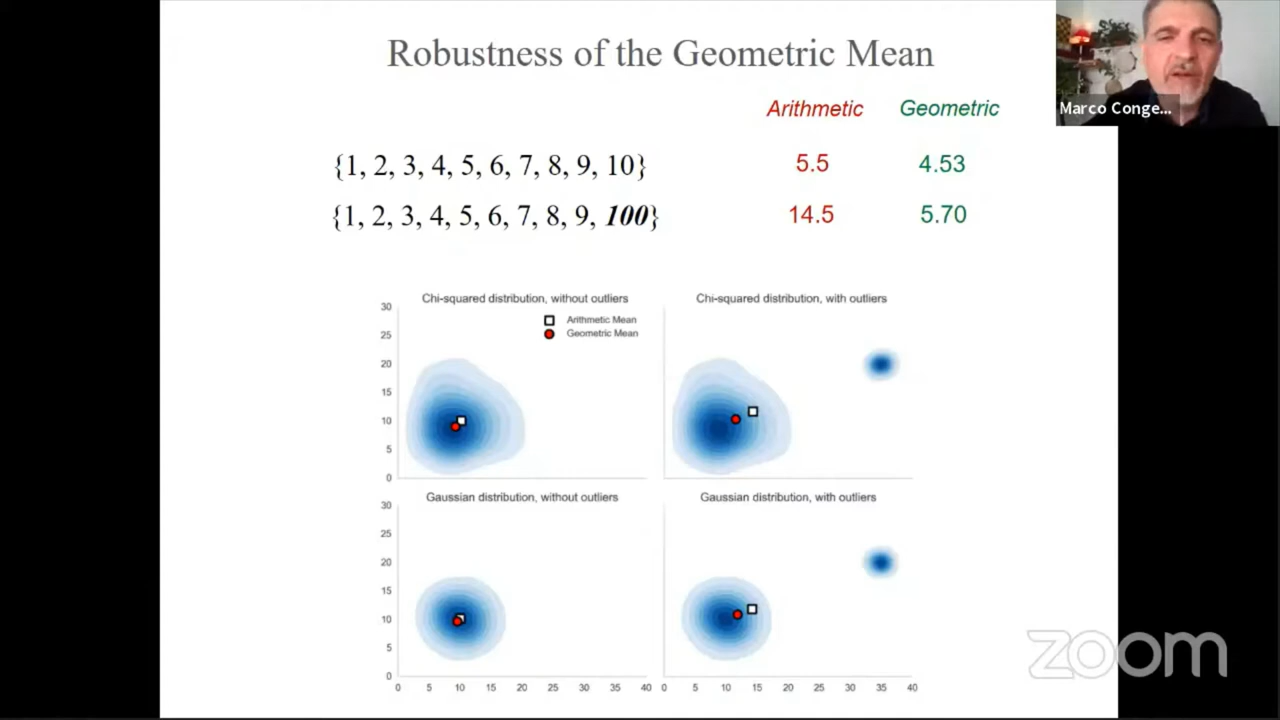 Robustness of the Geometric Mean
Marco Conge...
Arithmetic Geometric
{1, 2, 3, 4, 5, 6, 7, 8, 9, 10} 5.5 4.53
{1, 2, 3, 4, 5, 6, 7, 8, 9, 100} 14.5 5.70
Chi-squared distribution, without outliers
Arithmetic Mean
Geometric Mean
30
25
20
15
10
5
0
Chi-squared distribution, with outliers
Gaussian distribution, without outliers
30
25
20
15
10
5
0
0 5 10 15 20 25 30 35 40
Gaussian distribution, with outliers
0 5 10 15 20 25 30 35 40
zoom